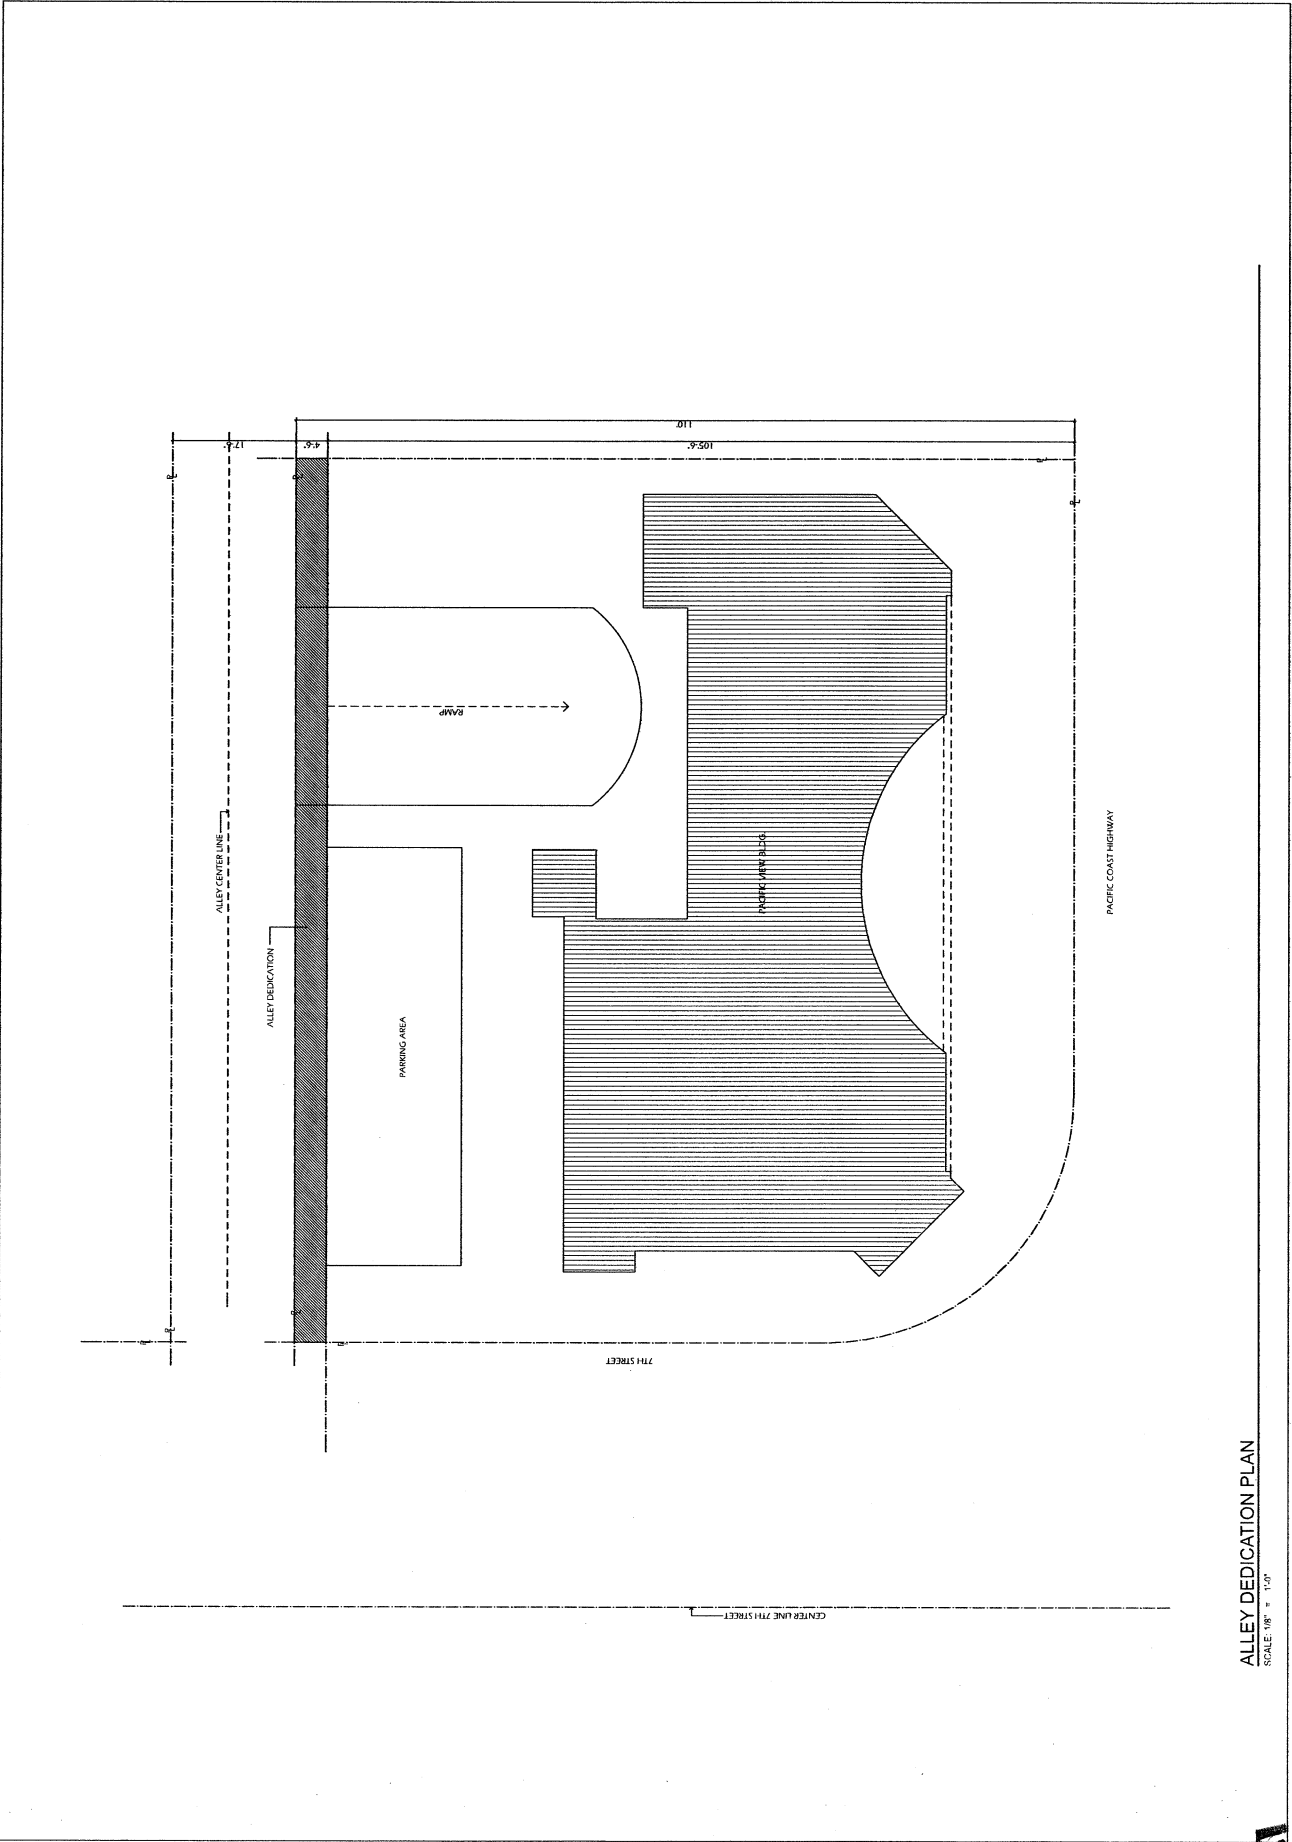 110'
17'-6"
4'-6"
105'-6"
RAMP
ALLEY CENTER LINE
PACIFIC VIEW BLDG.
PACIFIC COAST HIGHWAY
ALLEY DEDICATION
PARKING AREA
7TH STREET
CENTER LINE 7TH STREET
ALLEY DEDICATION PLAN
SCALE: 1/8" = 1'-0"